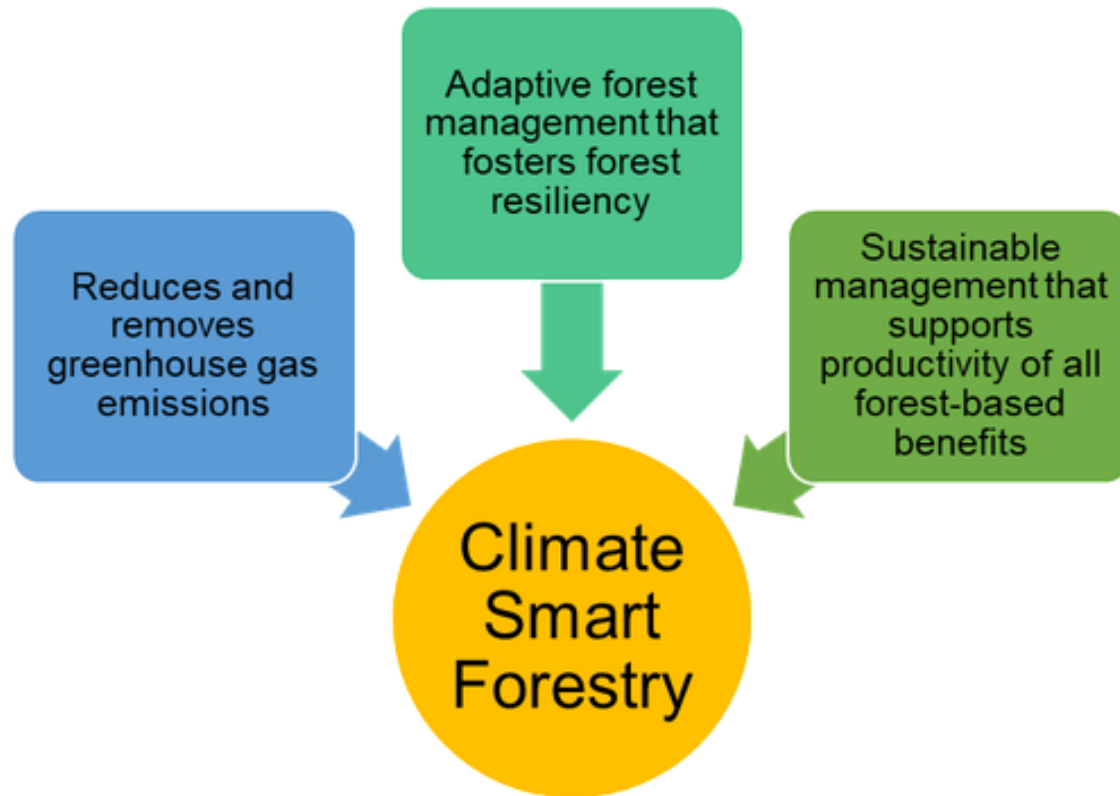 Adaptive forest
management that
fosters forest
resiliency
Reduces and
removes
greenhouse gas
emissions
Sustainable
management that
supports
productivity of all
forest-based
benefits
Climate
Smart
Forestry